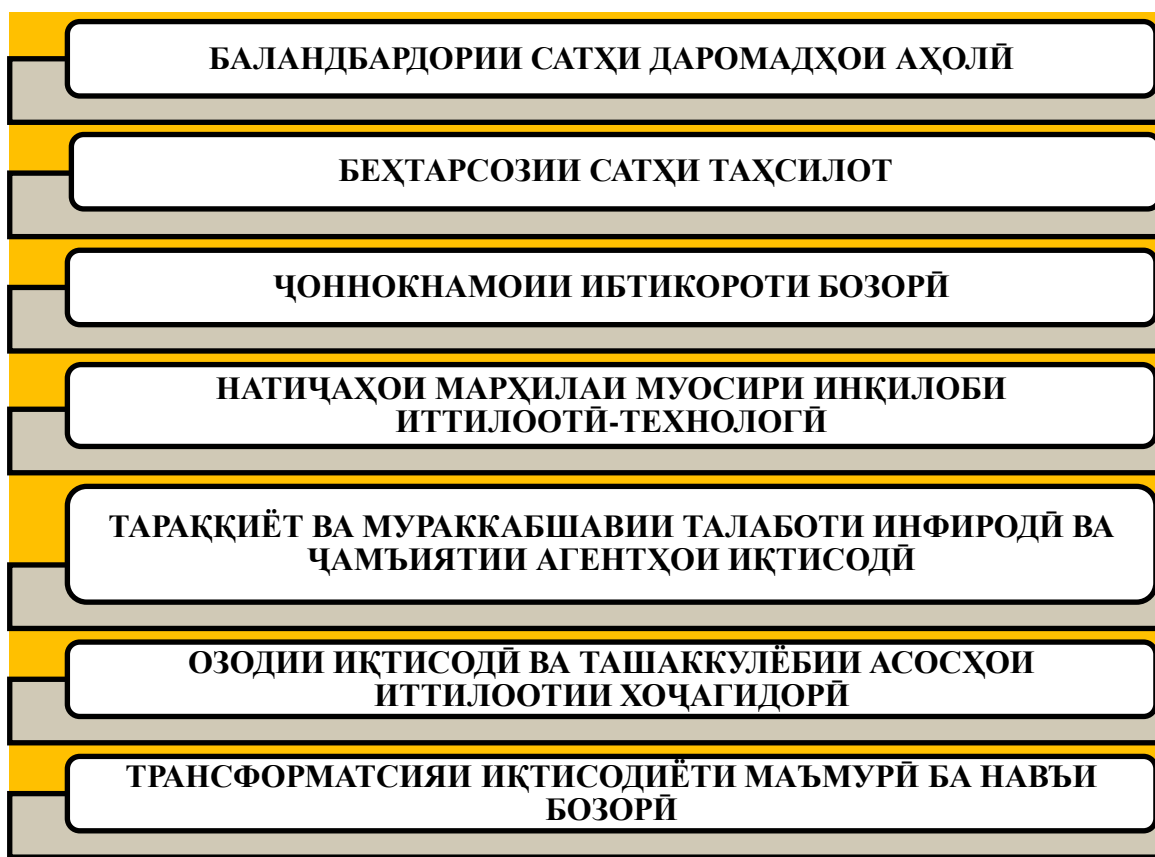 БАЛАНДБАРДОРИИ САТҲИ ДАРОМАДҲОИ АҲОЛӢ
БЕҲТАРСОЗИИ САТҲИ ТАҲСИЛОТ
ҶОННОКНАМОИИ ИБТИКОРОТИ БОЗОРӢ
НАТИҶАҲОИ МАРҲИЛАИ МУОСИРИ ИНҚИЛОБИ
ИТТИЛООТӢ-ТЕХНОЛОГӢ
ТАРАҚҚИЁТ ВА МУРАККАБШАВИИ ТАЛАБОТИ ИНФИРОДӢ ВА
ҶАМЪИЯТИИ АГЕНТҲОИ ИҚТИСОДӢ
ОЗОДИИ ИҚТИСОДӢ ВА ТАШАККУЛЁБИИ АСОСҲОИ
ИТТИЛООТИИ ХОҶАГИДОРӢ
ТРАНСФОРМАТСИЯИ ИҚТИСОДИЁТИ МАЪМУРӢ БА НАВЪИ
БОЗОРӢ